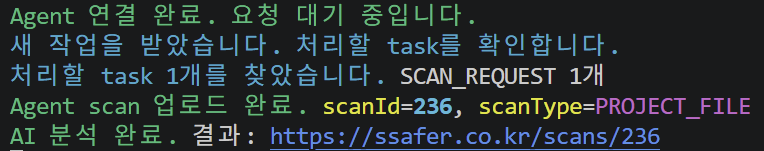 Agent 연결 완료. 요청 대기 중입니다.
새 작업을 받았습니다. 처리할 task를 확인합니다.
처리할 task 1개를 찾았습니다. SCAN_REQUEST 1개
Agent scan 업로드 완료. scanId=236, scanType=PROJECT_FILE
AI 분석 완료. 결과: https://ssafer.co.kr/scans/236